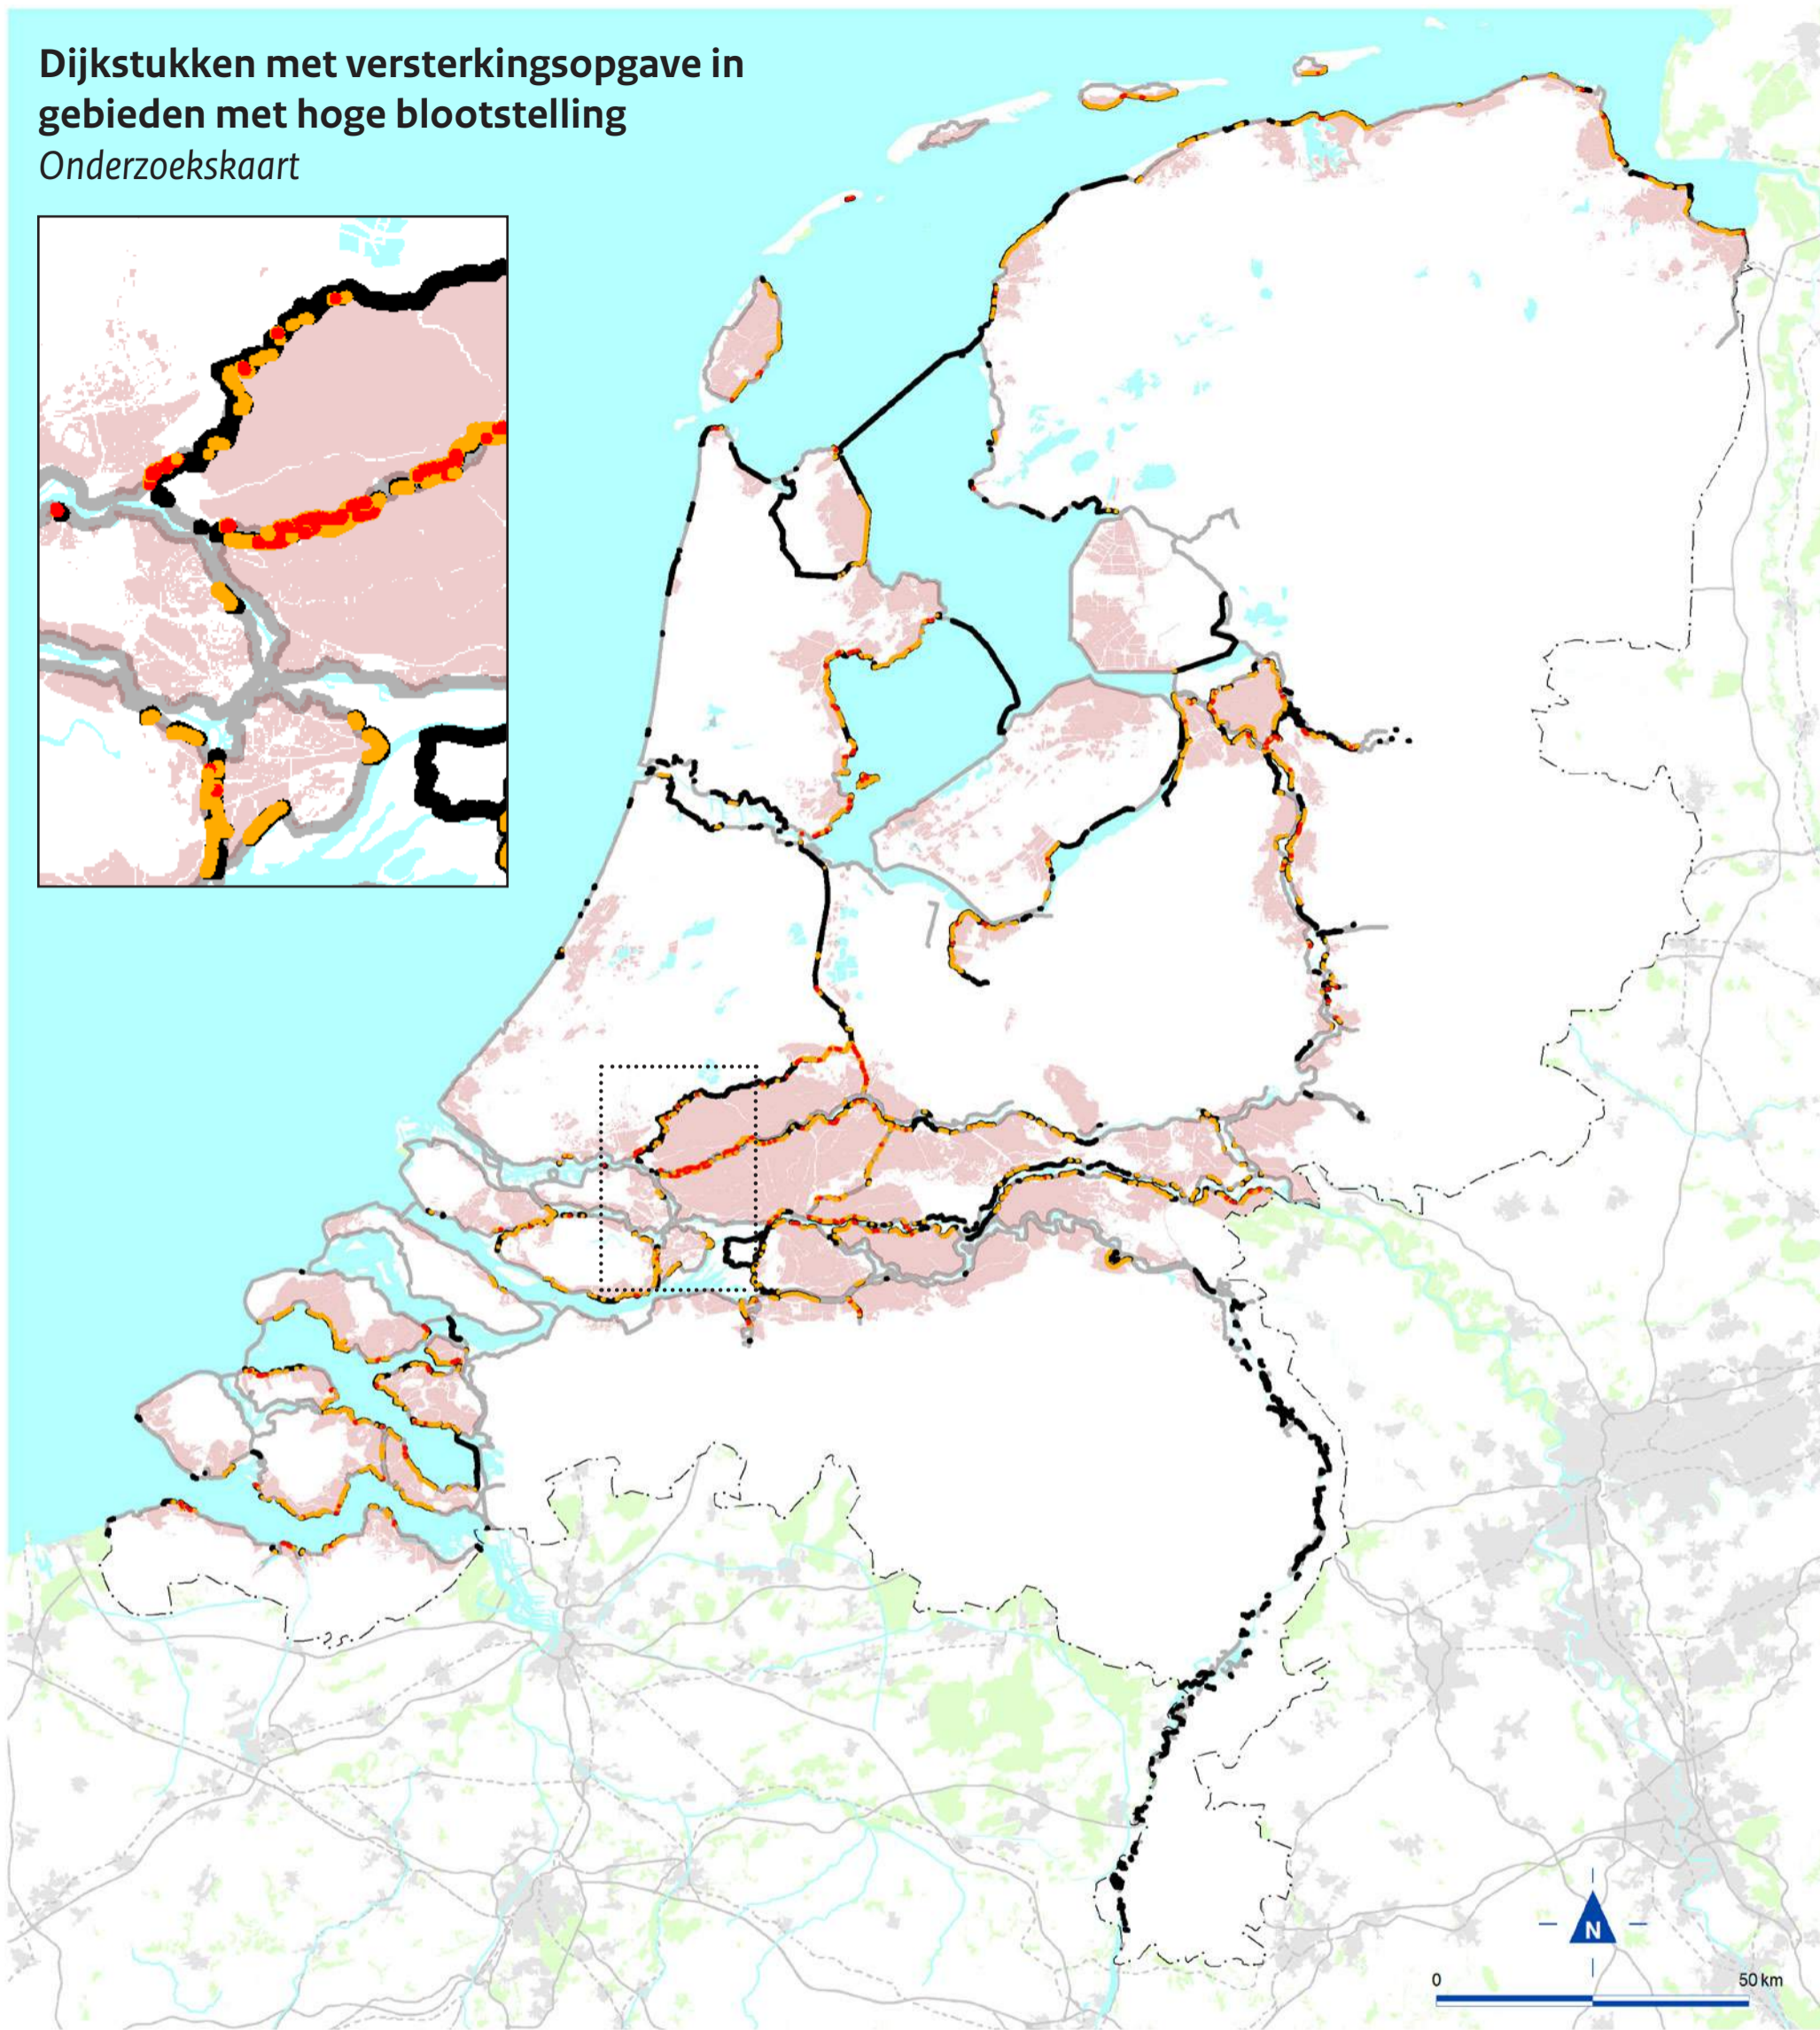 Dijkstukken met versterkingsopgave in
gebieden met hoge blootstelling
Onderzoekskaart
N
0 50 km